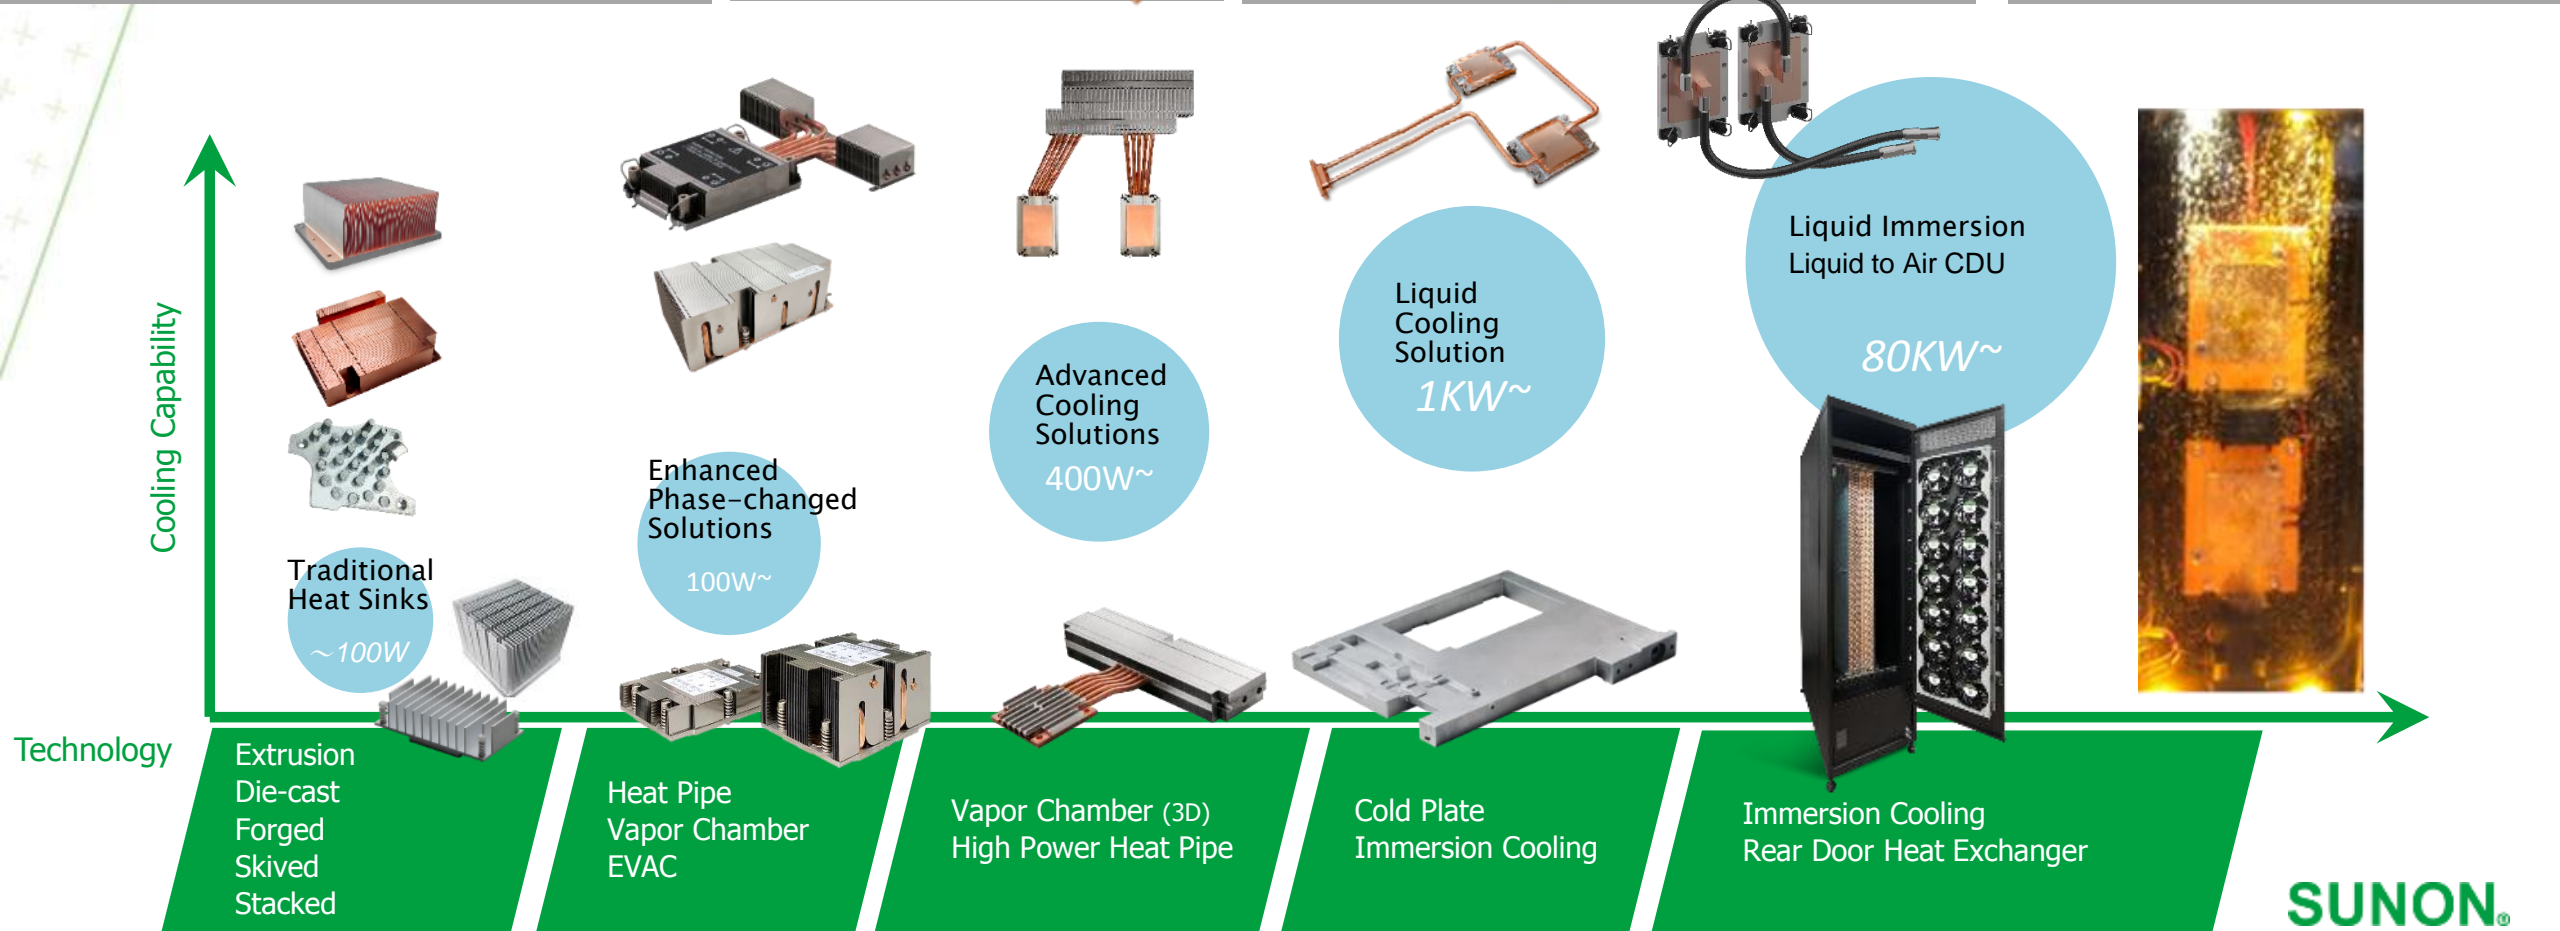 Cooling Capability
Technology
Traditional
Heat Sinks
～100W
Enhanced
Phase-changed
Solutions
100W~
Advanced
Cooling
Solutions
400W~
Liquid
Cooling
Solution
1KW~
Liquid Immersion
Liquid to Air CDU
80KW~
Extrusion
Die-cast
Forged
Skived
Stacked
Heat Pipe
Vapor Chamber
EVAC
Vapor Chamber (3D)
High Power Heat Pipe
Cold Plate
Immersion Cooling
Immersion Cooling
Rear Door Heat Exchanger
SUNON®